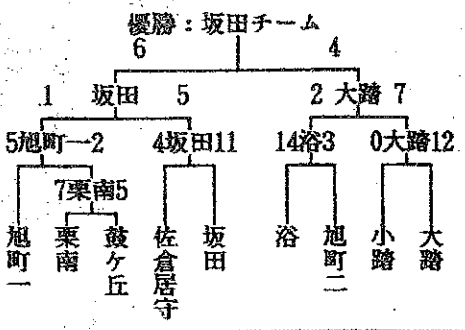 優勝：坂田チーム
6 4
1 坂田 5 2 大踏 7
5旭町一2 4坂田11 14浴3 0大踏12
7栗南5
旭町一 栗南 鼓ケ丘 佐倉居守 坂田 浴 旭町二 小踏 大踏